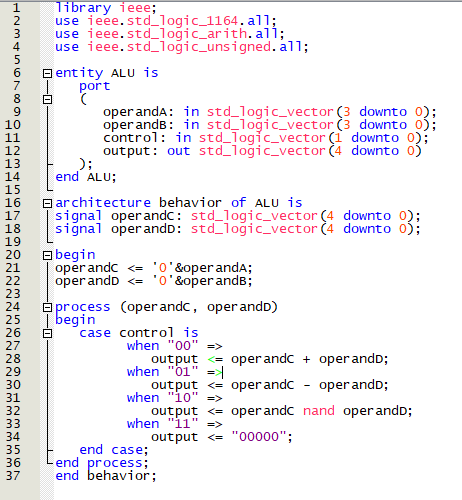 1 library ieee;
2 use ieee.std_logic_1164.all;
3 use ieee.std_logic_arith.all;
4 use ieee.std_logic_unsigned.all;
5
6 entity ALU is
7 port
8 (
9 operandA: in std_logic_vector(3 downto 0);
10 operandB: in std_logic_vector(3 downto 0);
11 control: in std_logic_vector(1 downto 0);
12 output: out std_logic_vector(4 downto 0)
13 );
14 end ALU;
15
16 architecture behavior of ALU is
17 signal operandC: std_logic_vector(4 downto 0);
18 signal operandD: std_logic_vector(4 downto 0);
19
20 begin
21 operandC <= '0'&operandA;
22 operandD <= '0'&operandB;
23
24 process (operandC, operandD)
25 begin
26 case control is
27 when "00" =>
28 output <= operandC + operandD;
29 when "01" =>
30 output <= operandC - operandD;
31 when "10" =>
32 output <= operandC nand operandD;
33 when "11" =>
34 output <= "00000";
35 end case;
36 end process;
37 end behavior;